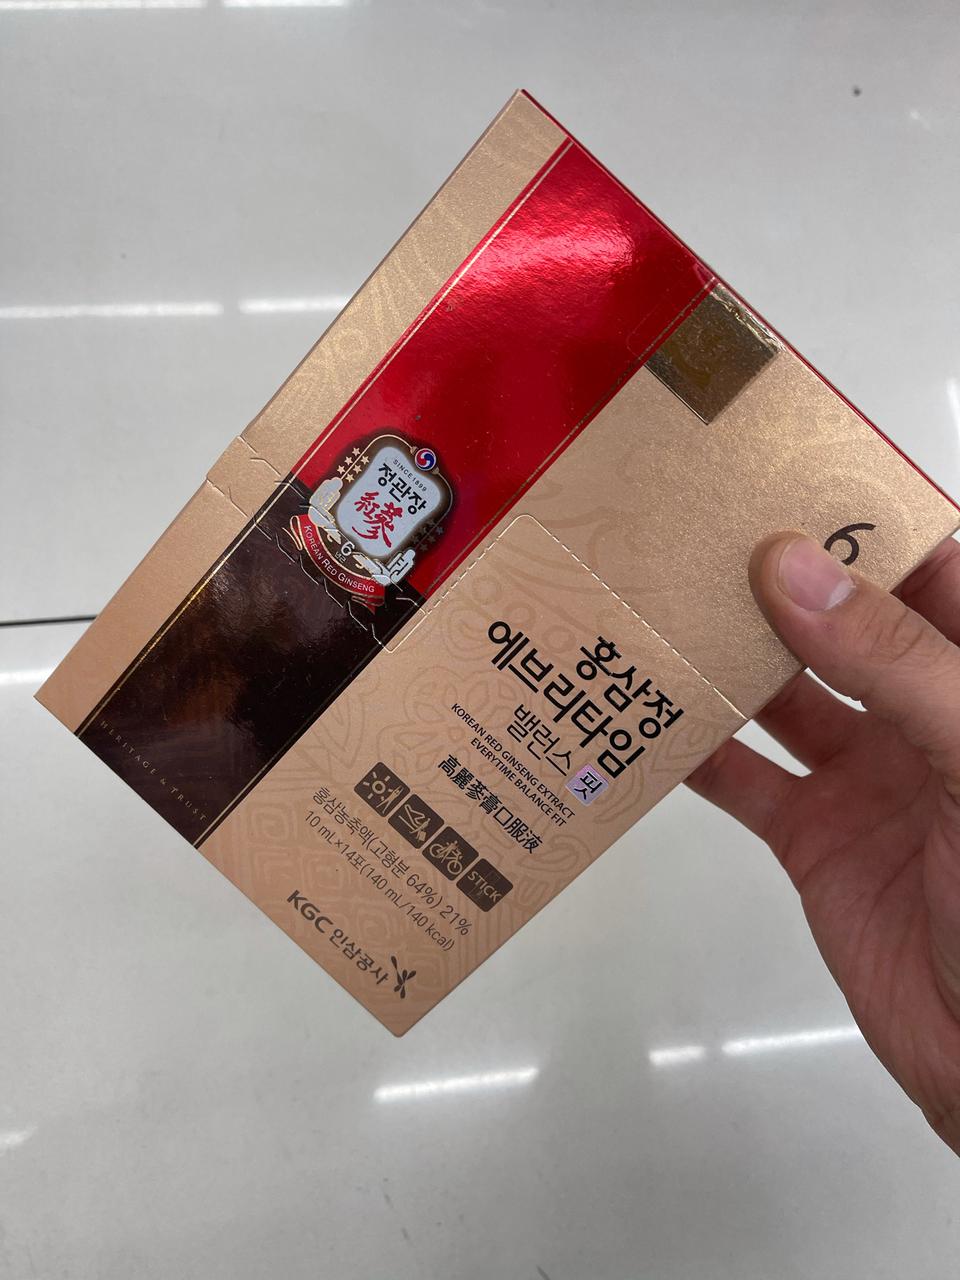 SINCE 1899
정관장
紅蔘
6
년근
KOREAN RED GINSENG
6
홍삼정
에브리타임
밸런스 핏
KOREAN RED GINSENG EXTRACT
EVERYTIME BALANCE FIT
高麗蔘膏口服液
STICK
홍삼농축액(고형분 64%) 21%
10 mL×14포(140 mL/140 kcal)
KGC 인삼공사
HERITAGE & TRUST